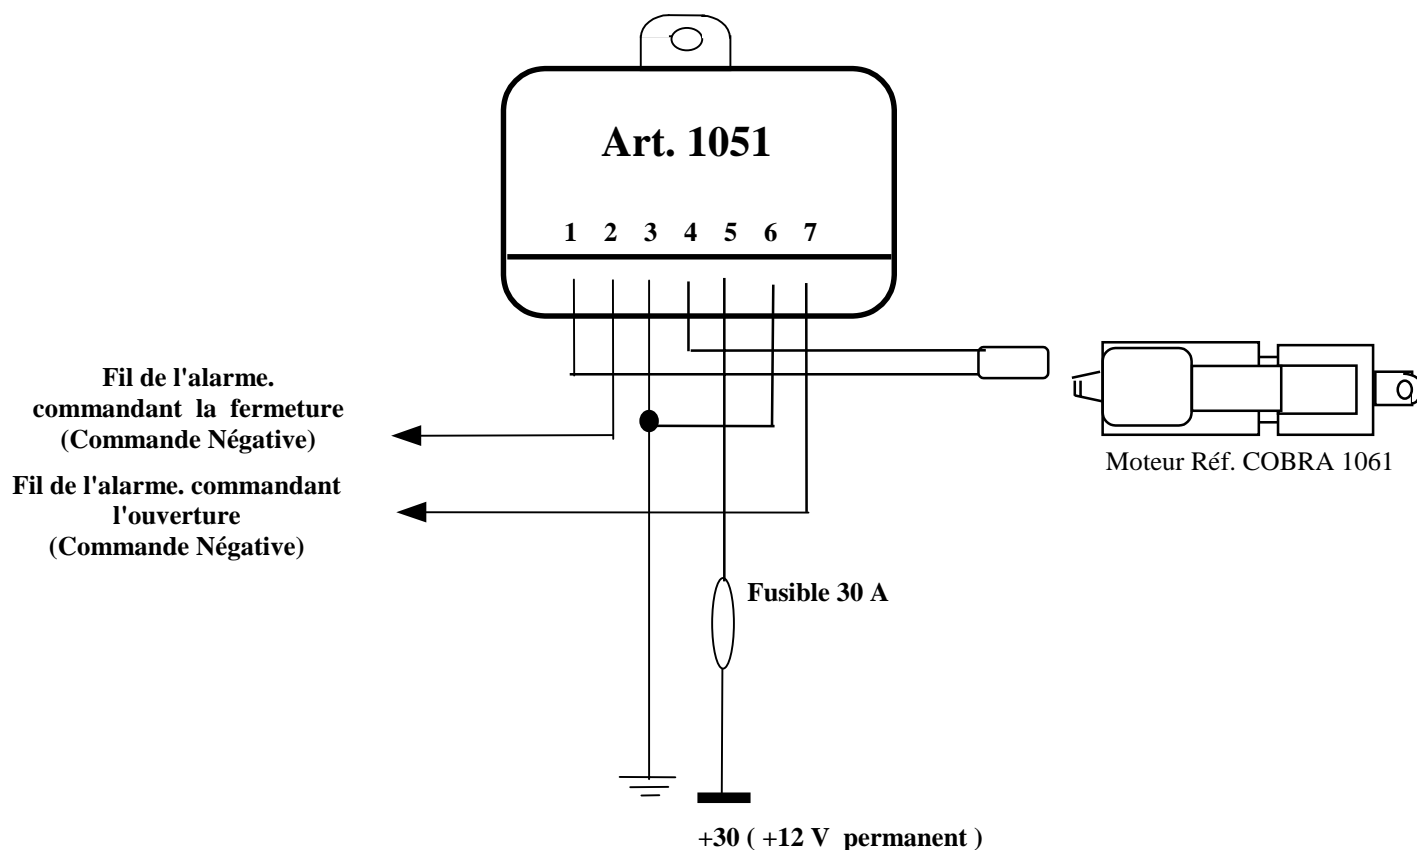 Art. 1051
1 2 3 4 5 6 7
Fil de l'alarme.
commandant la fermeture
(Commande Négative)
Fil de l'alarme. commandant
l'ouverture
(Commande Négative)
Moteur Réf. COBRA 1061
Fusible 30 A
+30 ( +12 V permanent )